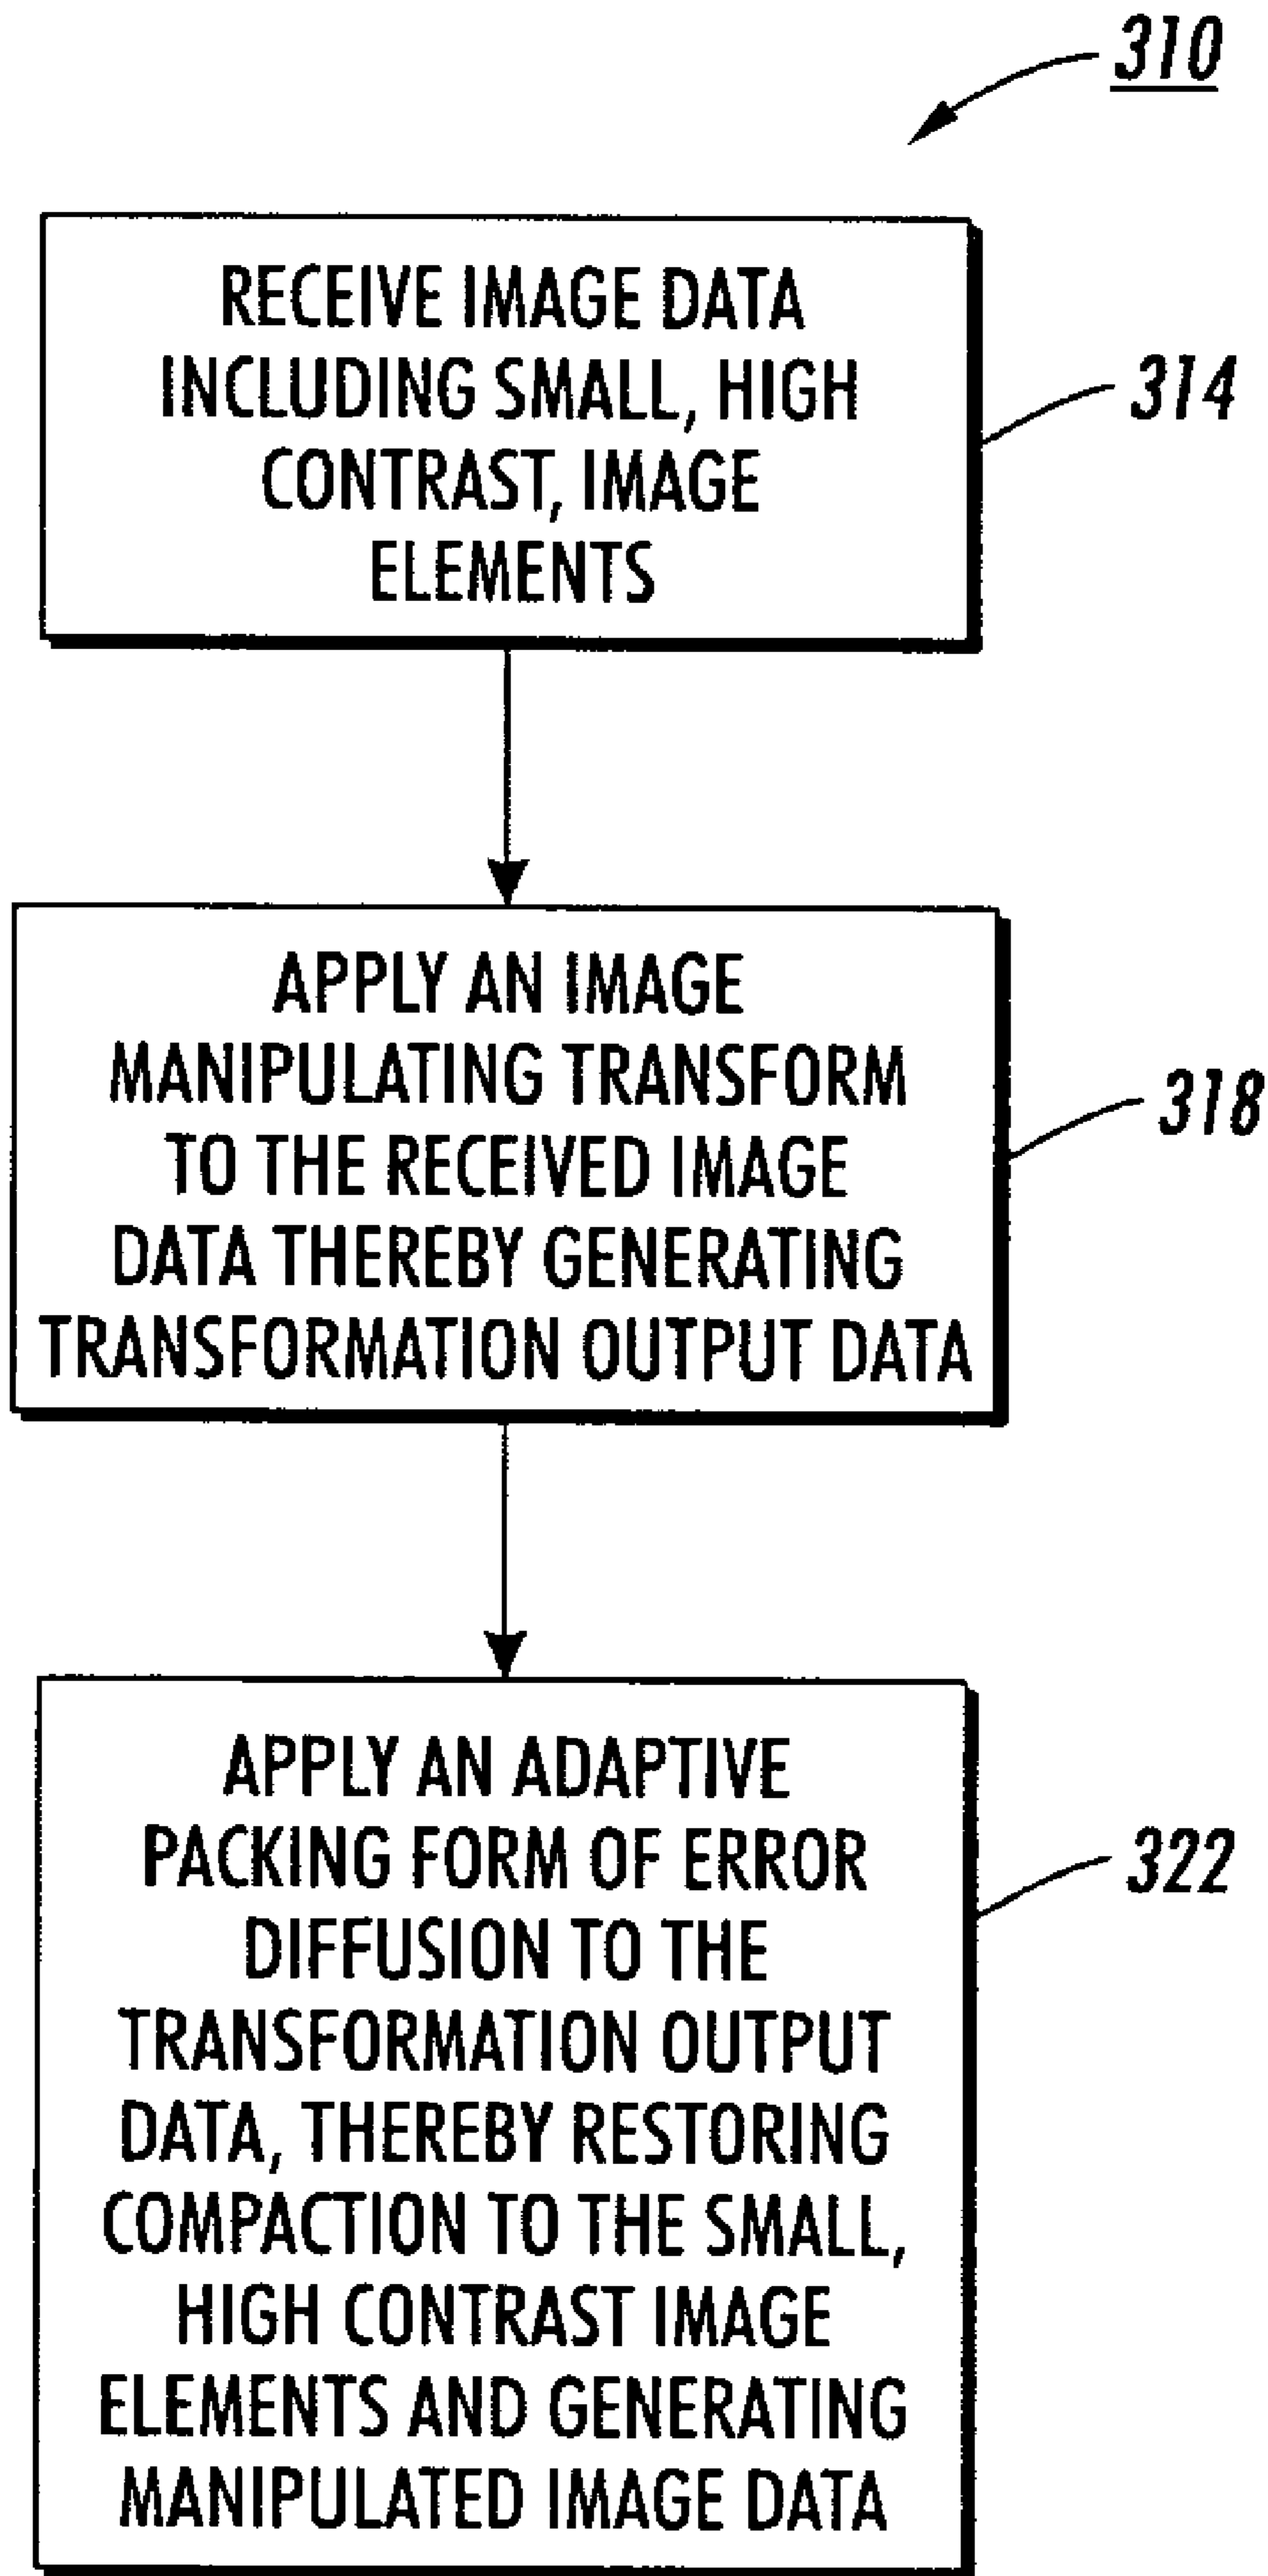 310
RECEIVE IMAGE DATA
INCLUDING SMALL, HIGH
CONTRAST, IMAGE
ELEMENTS
314
APPLY AN IMAGE
MANIPULATING TRANSFORM
TO THE RECEIVED IMAGE
DATA THEREBY GENERATING
TRANSFORMATION OUTPUT DATA
318
APPLY AN ADAPTIVE
PACKING FORM OF ERROR
DIFFUSION TO THE
TRANSFORMATION OUTPUT
DATA, THEREBY RESTORING
COMPACTION TO THE SMALL,
HIGH CONTRAST IMAGE
ELEMENTS AND GENERATING
MANIPULATED IMAGE DATA
322